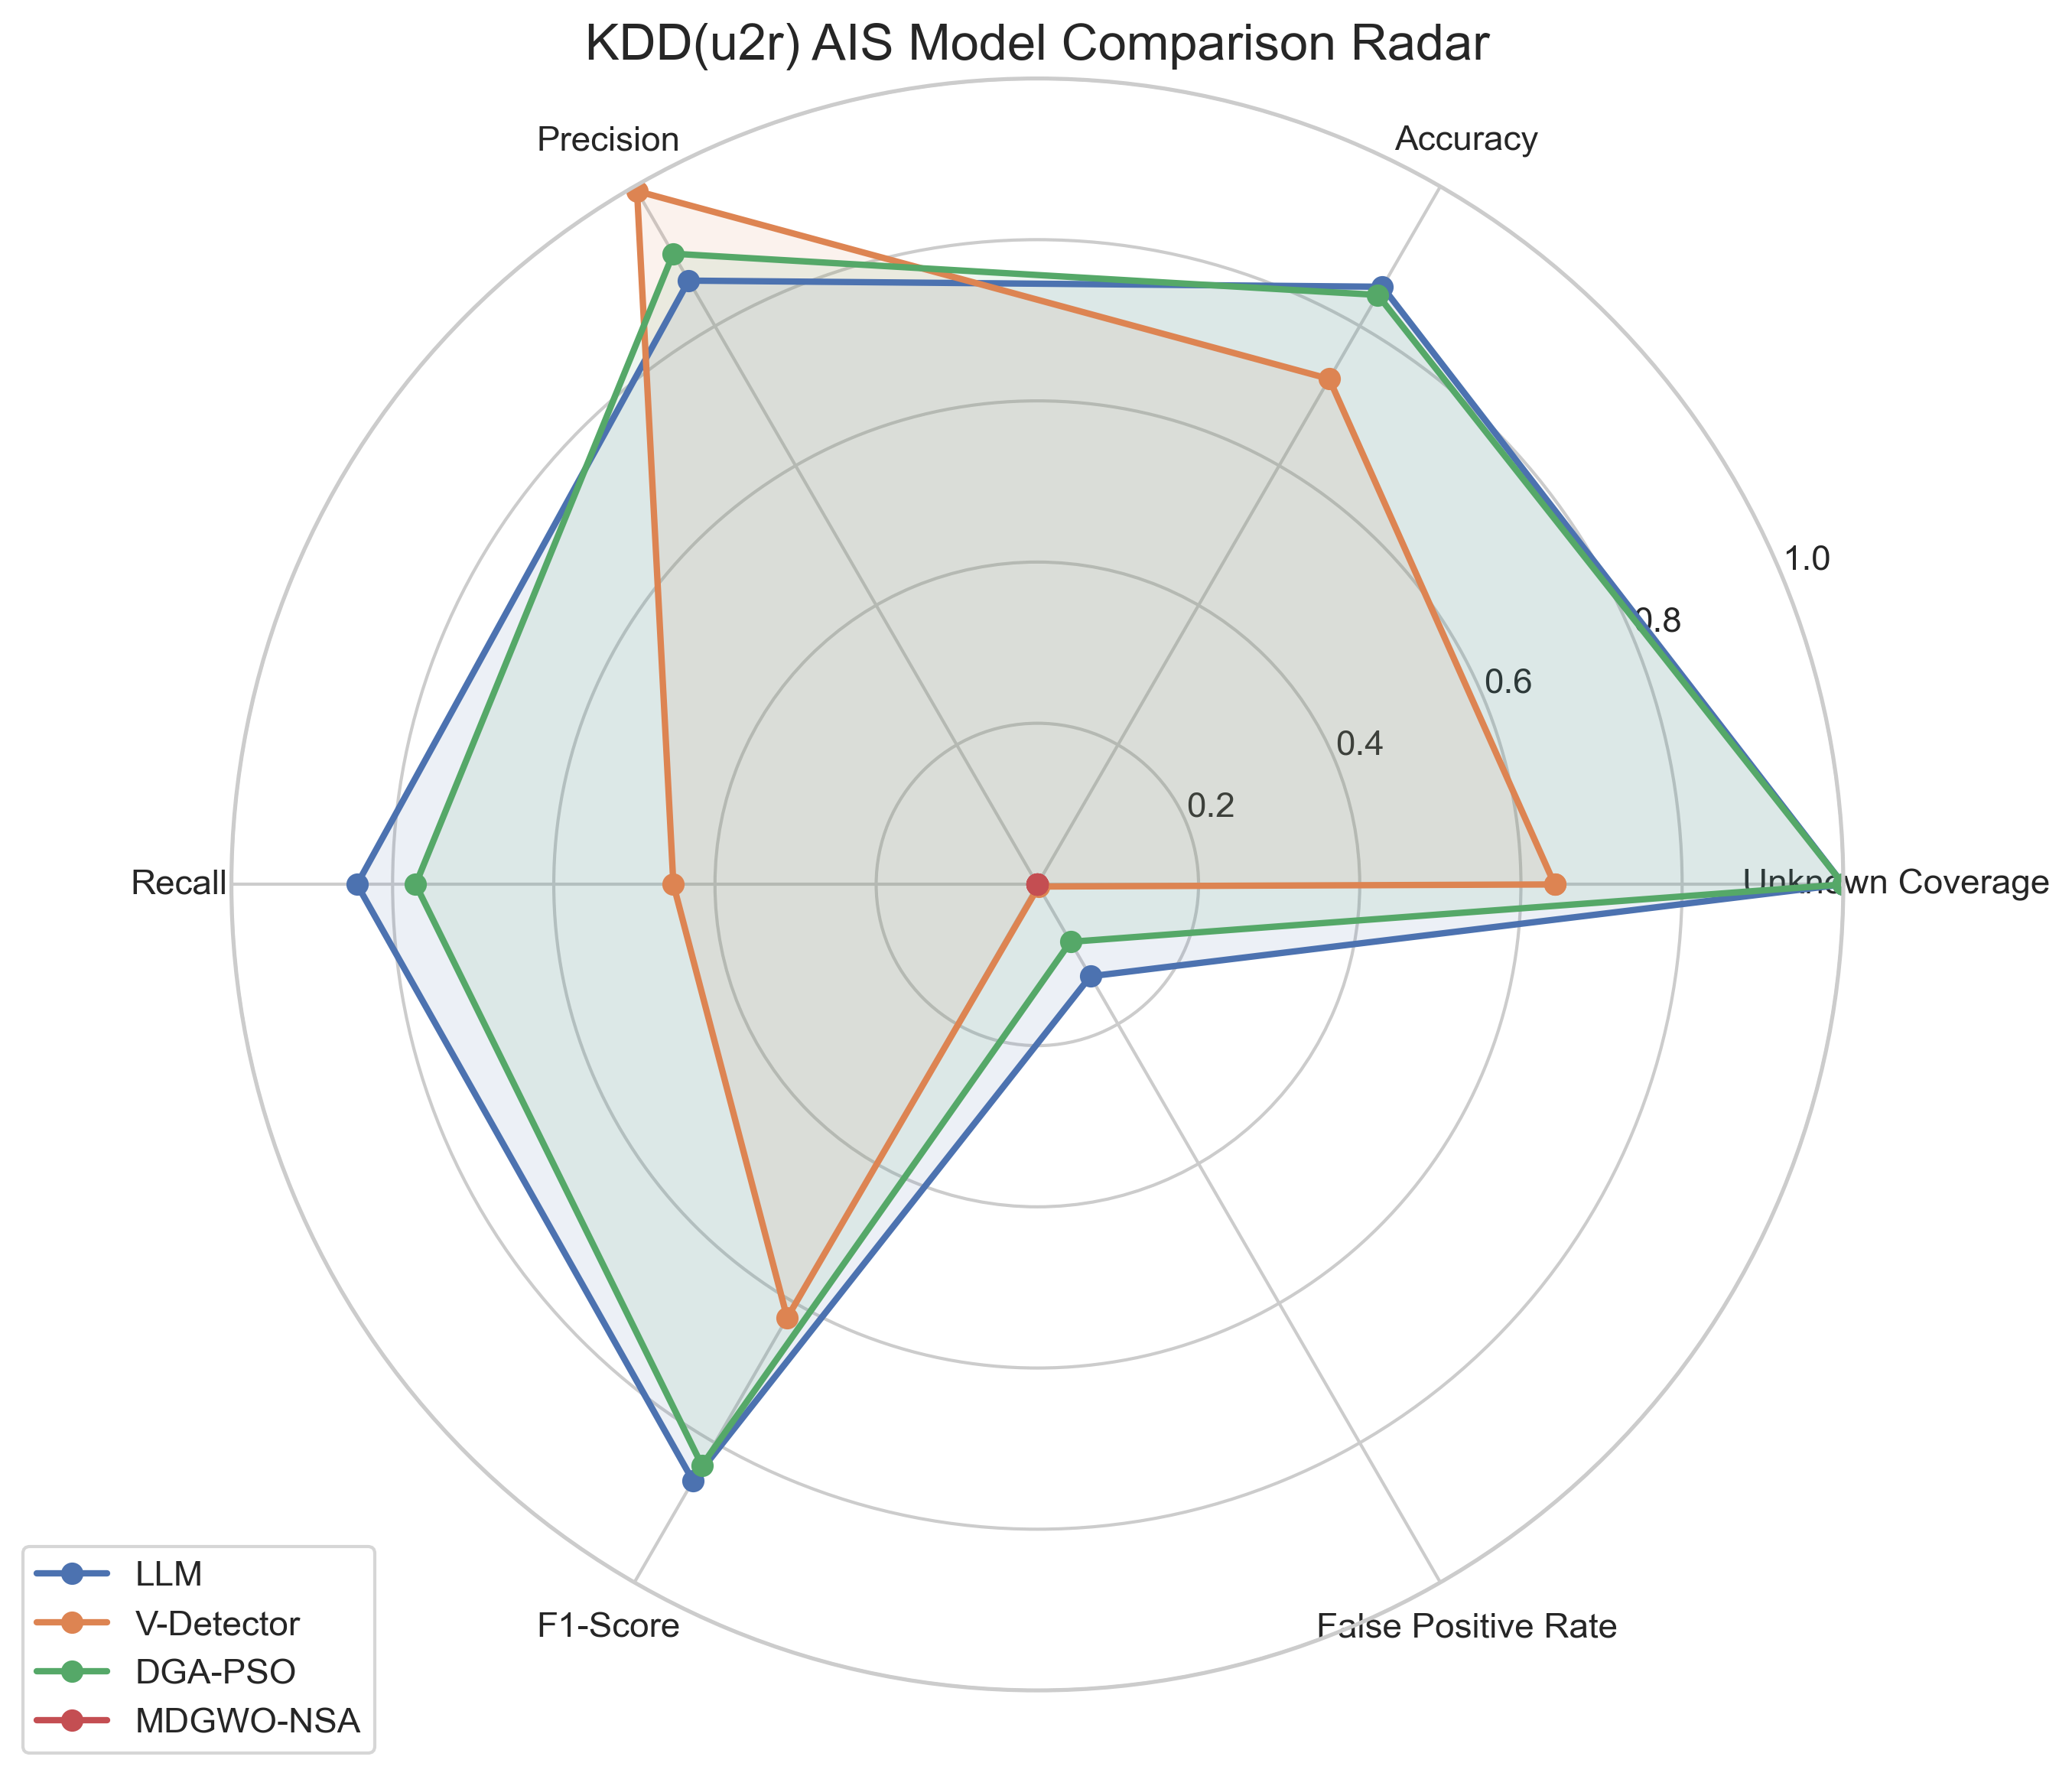 KDD(u2r) AIS Model Comparison Radar
Precision
Accuracy
1.0
0.8
0.6
0.4
0.2
Recall
Unknown Coverage
F1-Score
False Positive Rate
LLM
V-Detector
DGA-PSO
MDGWO-NSA